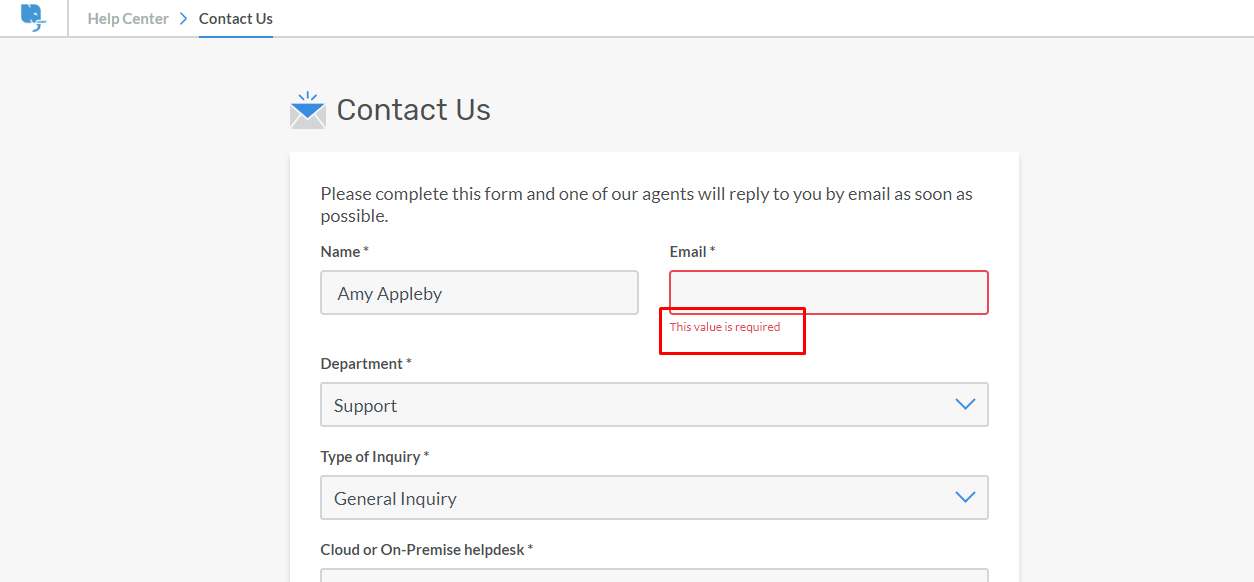 Help Center > Contact Us
Contact Us
Please complete this form and one of our agents will reply to you by email as soon as
possible.
Name * Email *
Amy Appleby
This value is required
Department *
Support
Type of Inquiry *
General Inquiry
Cloud or On-Premise helpdesk *